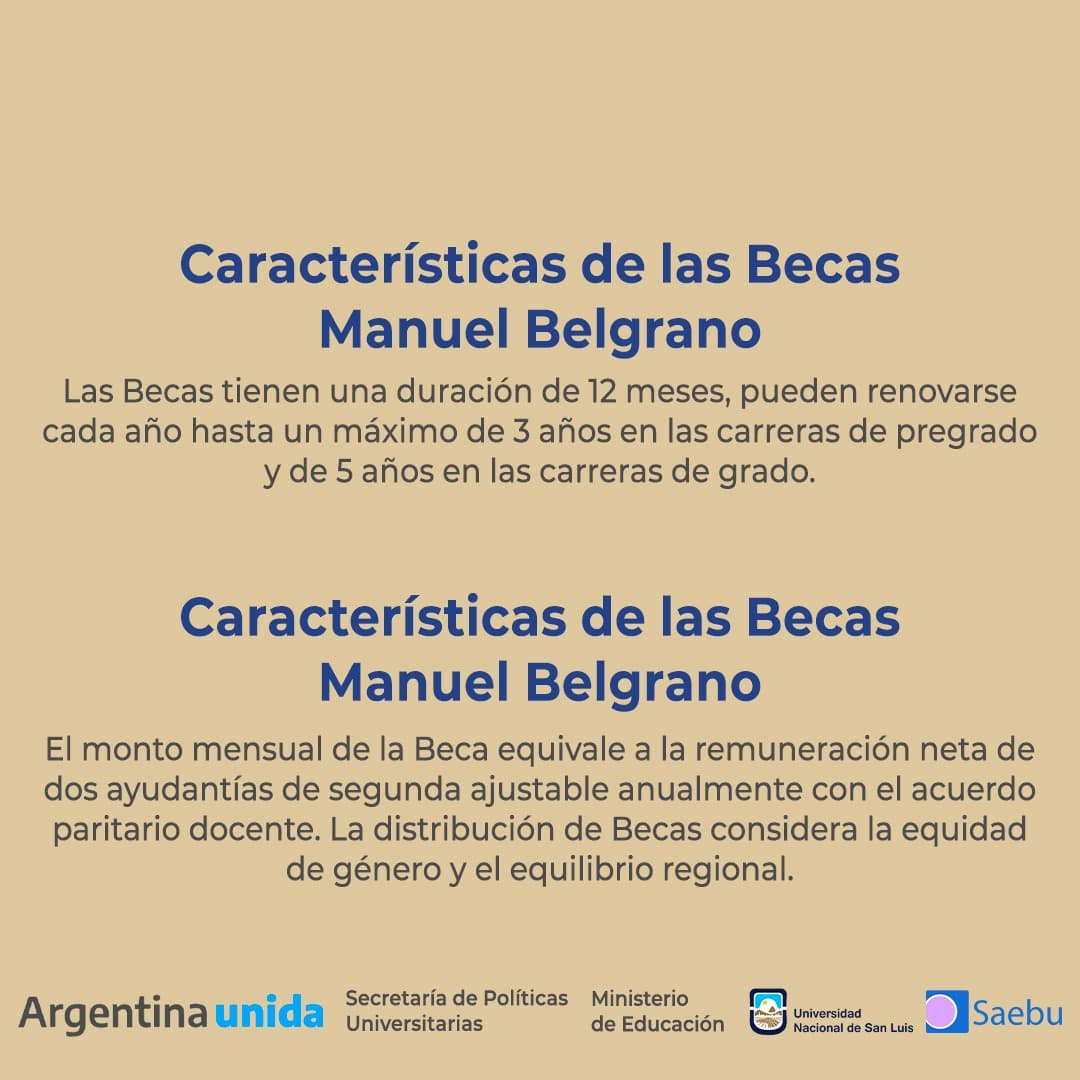 Características de las Becas
Manuel Belgrano
Las Becas tienen una duración de 12 meses, pueden renovarse
cada año hasta un máximo de 3 años en las carreras de pregrado
y de 5 años en las carreras de grado.
Características de las Becas
Manuel Belgrano
El monto mensual de la Beca equivale a la remuneración neta de
dos ayudantías de segunda ajustable anualmente con el acuerdo
paritario docente. La distribución de Becas considera la equidad
de género y el equilibrio regional.
Argentina unida
Secretaría de Políticas
Universitarias
Ministerio
de Educación
Universidad
Nacional de San Luis
Saebu